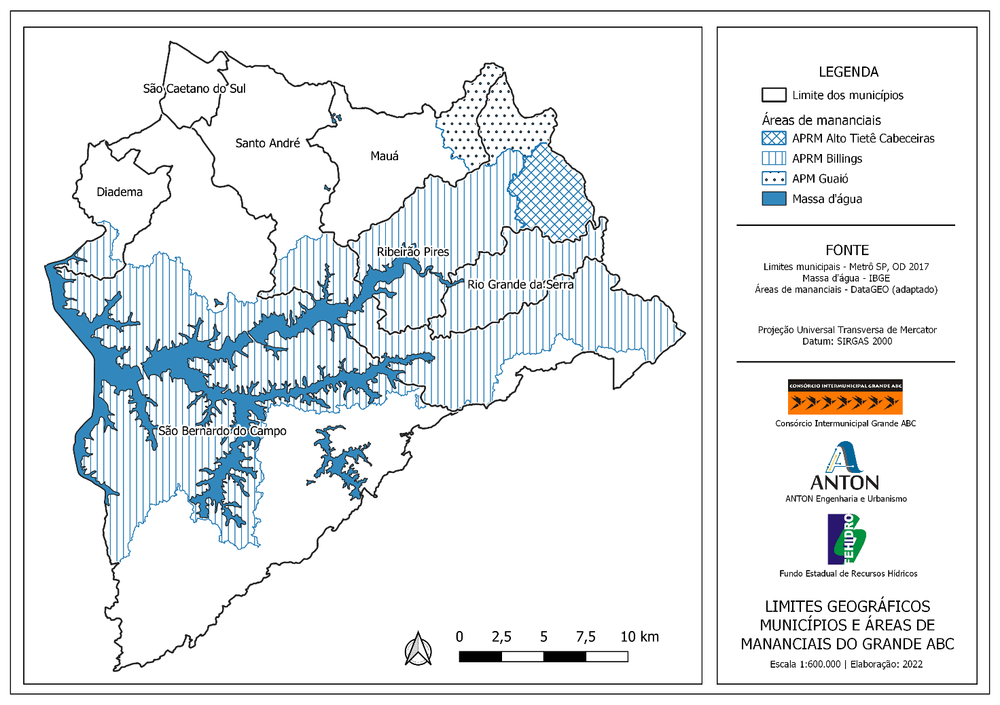 São Caetano do Sul
Santo André
Mauá
Diadema
Ribeirão Pires
Rio Grande da Serra
São Bernardo do Campo
0 2,5 5 7,5 10 km
LEGENDA
Limite dos municípios
Áreas de mananciais
APRM Alto Tietê Cabeceiras
APRM Billings
APM Guaió
Massa d'água
FONTE
Limites municipais - Metrô SP, OD 2017
Massa d'água - IBGE
Áreas de mananciais - DataGEO (adaptado)
Projeção Universal Transversa de Mercator
Datum: SIRGAS 2000
CONSÓRCIO INTERMUNICIPAL GRANDE ABC
Consórcio Intermunicipal Grande ABC
ANTON
ANTON Engenharia e Urbanismo
FEHIDRO
Fundo Estadual de Recursos Hídricos
LIMITES GEOGRÁFICOS
MUNICÍPIOS E ÁREAS DE
MANANCIAIS DO GRANDE ABC
Escala 1:600.000 | Elaboração: 2022